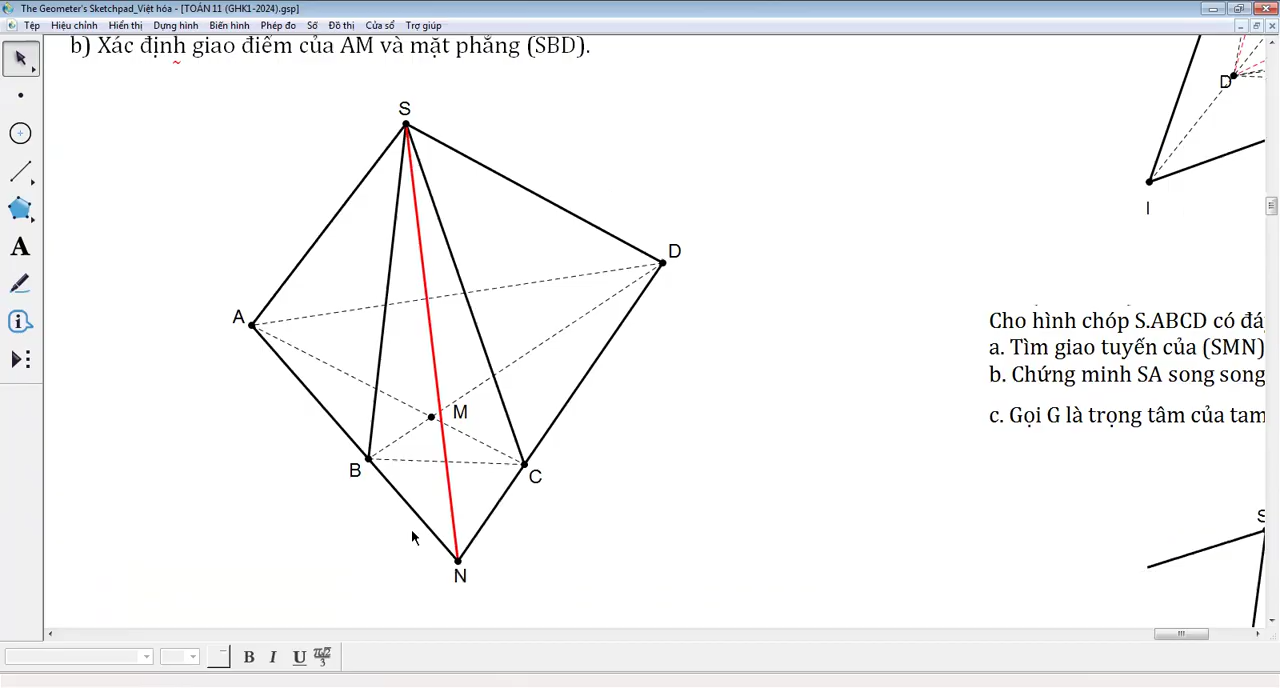 The Geometer's Sketchpad_Việt hóa - [TOÁN 11 (GHK1-2024).gsp]
Tệp Hiệu chỉnh Hiển thị Dựng hình Biến hình Phép đo Số Đồ thị Cửa sổ Trợ giúp
b) Xác định giao điểm của AM và mặt phẳng (SBD).
S
D
A
M
B
C
N
D
I
Cho hình chóp S.ABCD có đá
a. Tìm giao tuyến của (SMN)
b. Chứng minh SA song song
c. Gọi G là trọng tâm của tam
S
A
B I U